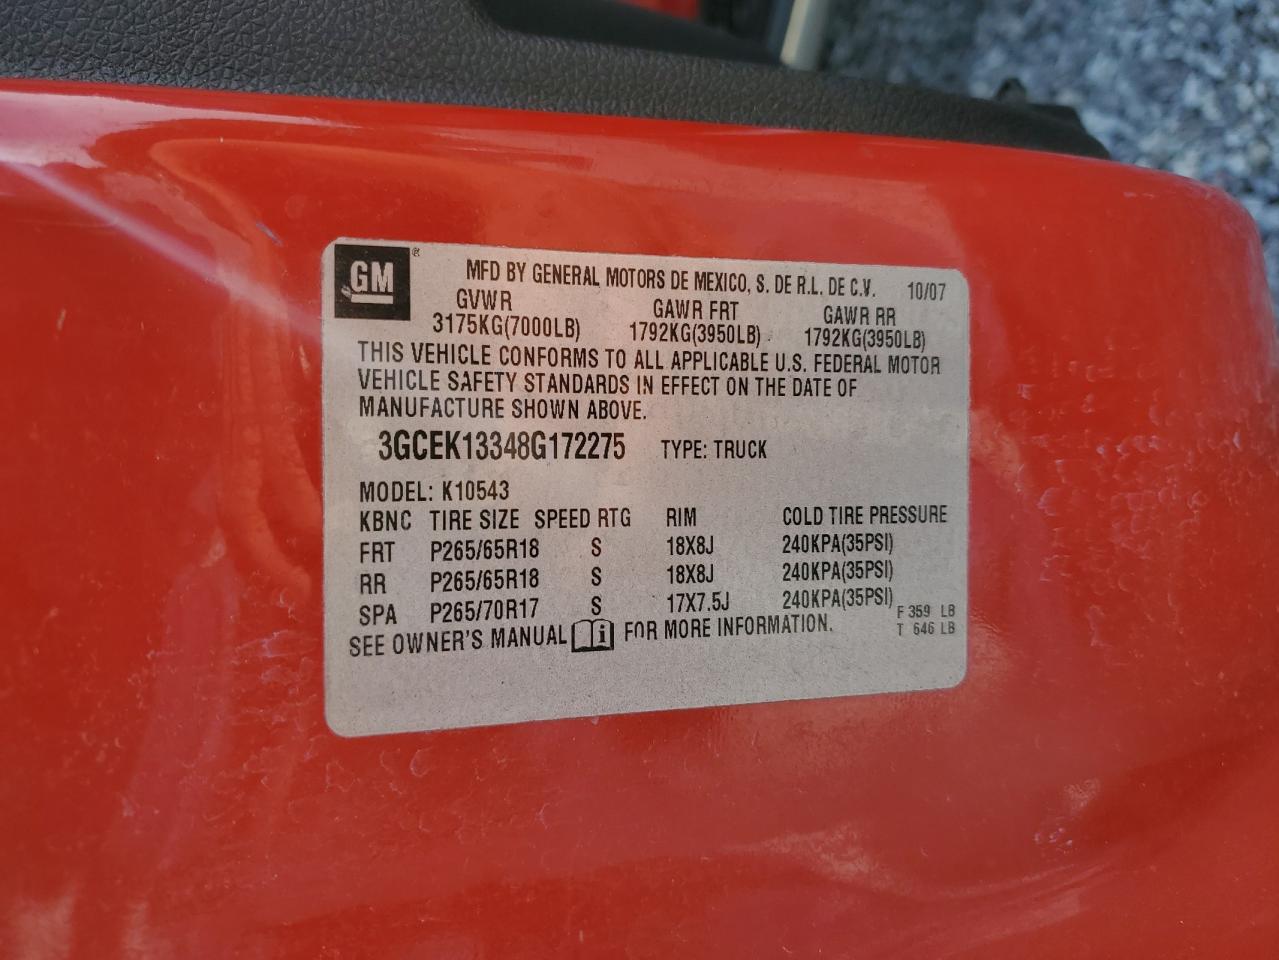 GM ®
MFD BY GENERAL MOTORS DE MEXICO, S. DE R.L. DE C.V. 10/07
GVWR GAWR FRT GAWR RR
3175KG(7000LB) 1792KG(3950LB) 1792KG(3950LB)
THIS VEHICLE CONFORMS TO ALL APPLICABLE U.S. FEDERAL MOTOR
VEHICLE SAFETY STANDARDS IN EFFECT ON THE DATE OF
MANUFACTURE SHOWN ABOVE.
3GCEK13348G172275 TYPE: TRUCK
MODEL: K10543
KBNC TIRE SIZE SPEED RTG RIM COLD TIRE PRESSURE
FRT P265/65R18 S 18X8J 240KPA(35PSI)
RR P265/65R18 S 18X8J 240KPA(35PSI)
SPA P265/70R17 S 17X7.5J 240KPA(35PSI) F 359 LB
SEE OWNER'S MANUAL i FOR MORE INFORMATION. T 646 LB